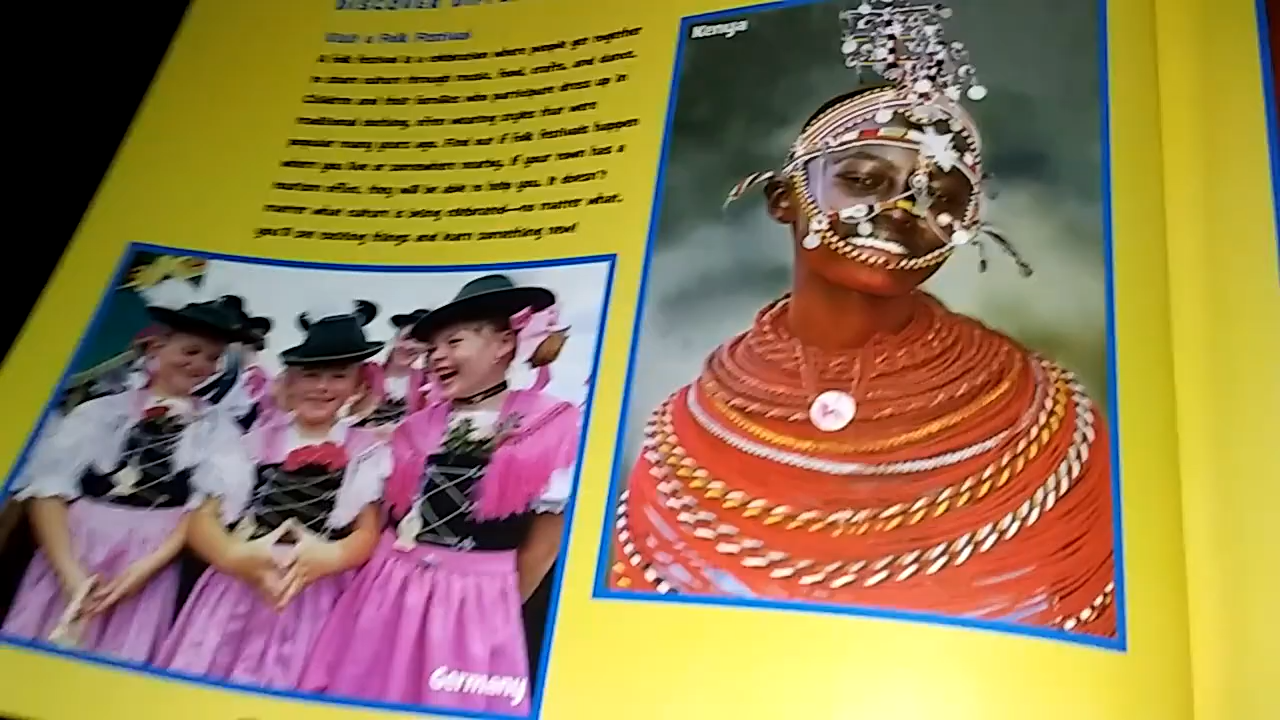 DISCOVER
Visit a Folk Festival
A folk festival is a celebration where people get together
to share culture through music, food, crafts, and dance.
Children and their families who participate dress up in
traditional clothing, often wearing styles that were
popular many years ago. Find out if folk festivals happen
where you live or somewhere nearby. If your town has a
tourism office, they will be able to help you. It doesn't
matter what culture is being celebrated—no matter what,
you'll see exciting things and learn something new!
Kenya
Germany